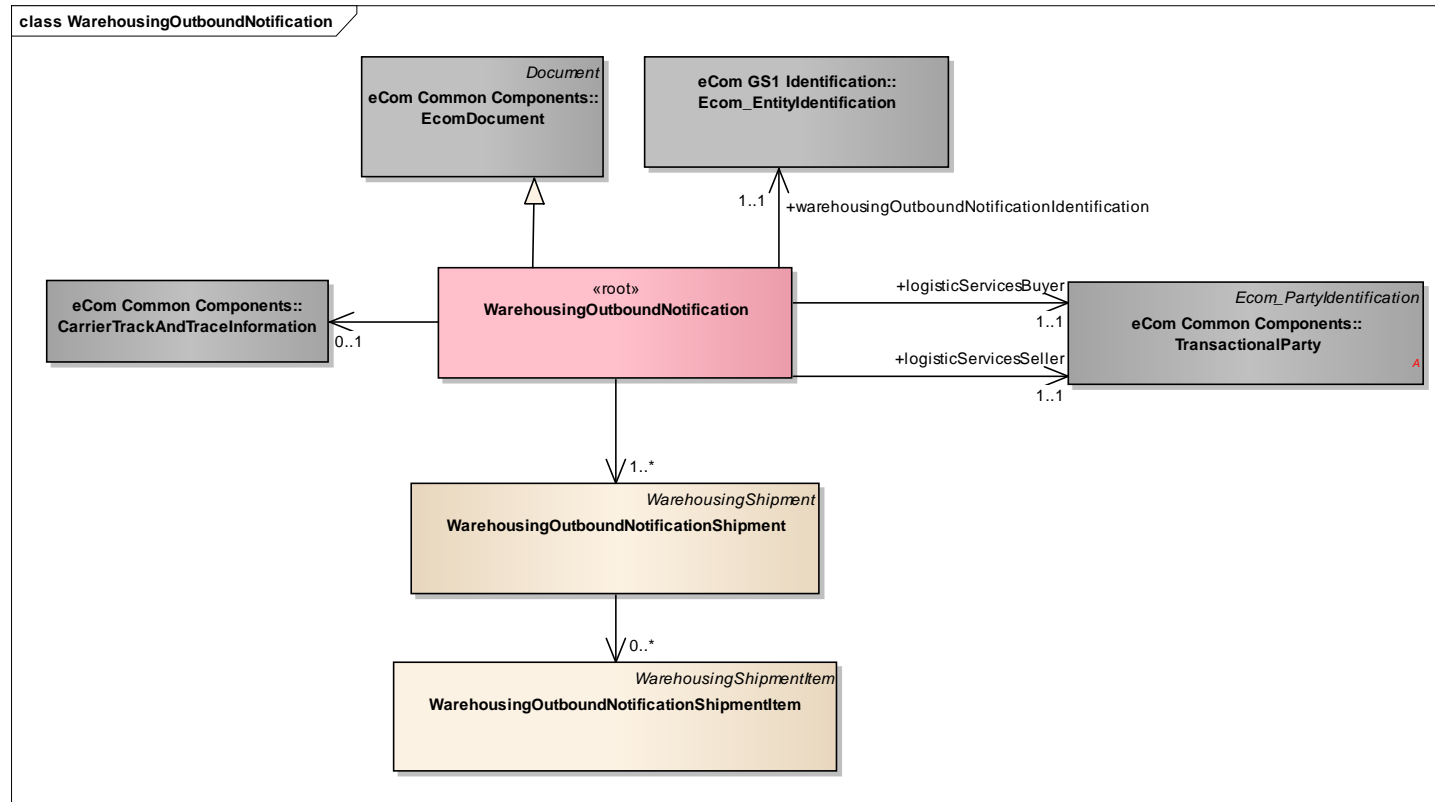 class WarehousingOutboundNotification
Document
eCom Common Components::
EcomDocument
eCom GS1 Identification::
Ecom_EntityIdentification
1..1
+warehousingOutboundNotificationIdentification
«root»
WarehousingOutboundNotification
eCom Common Components::
CarrierTrackAndTraceInformation
0..1
+logisticServicesBuyer
1..1
+logisticServicesSeller
1..1
Ecom_PartyIdentification
eCom Common Components::
TransactionalParty
A
1..*
WarehousingShipment
WarehousingOutboundNotificationShipment
0..*
WarehousingShipmentItem
WarehousingOutboundNotificationShipmentItem